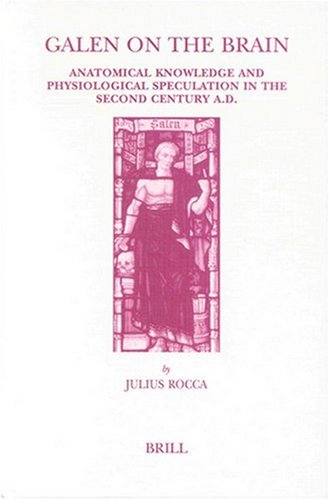 GALEN ON THE BRAIN
ANATOMICAL KNOWLEDGE AND
PHYSIOLOGICAL SPECULATION IN THE
SECOND CENTURY A.D.
Galen
by
JULIUS ROCCA
BRILL